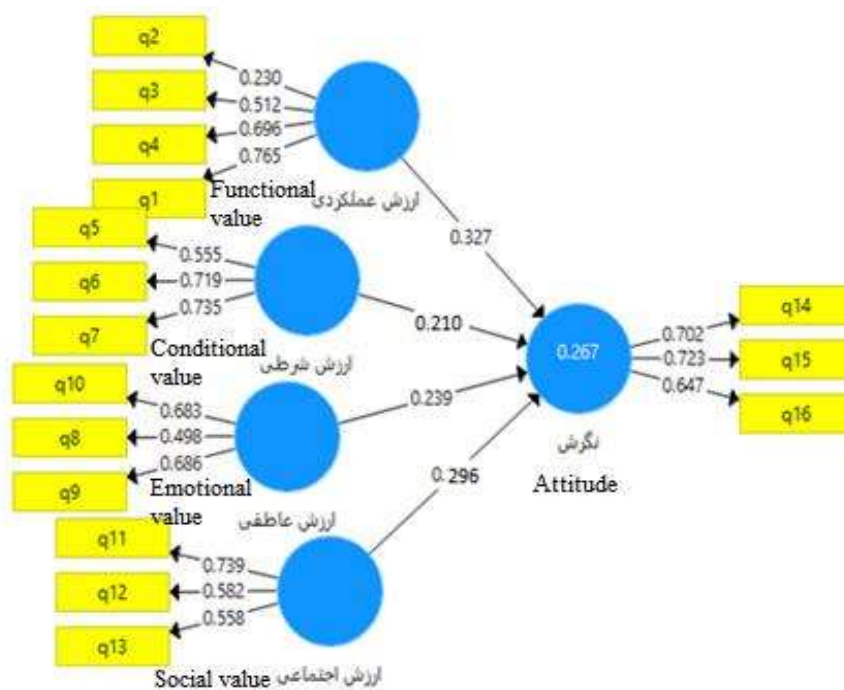 q2
0.230
q3
0.512
q4
0.696
q1
0.765
Functional
value
ارزش عملکردی
0.327
q5
0.555
q6
0.719
q7
0.735
Conditional
value
ارزش شرطی
0.210
q10
0.683
q8
0.498
q9
0.686
Emotional
value
ارزش عاطفی
0.239
q11
0.739
q12
0.582
q13
0.558
Social value
ارزش اجتماعی
0.296
0.267
نگرش
Attitude
0.702
q14
0.723
q15
0.647
q16